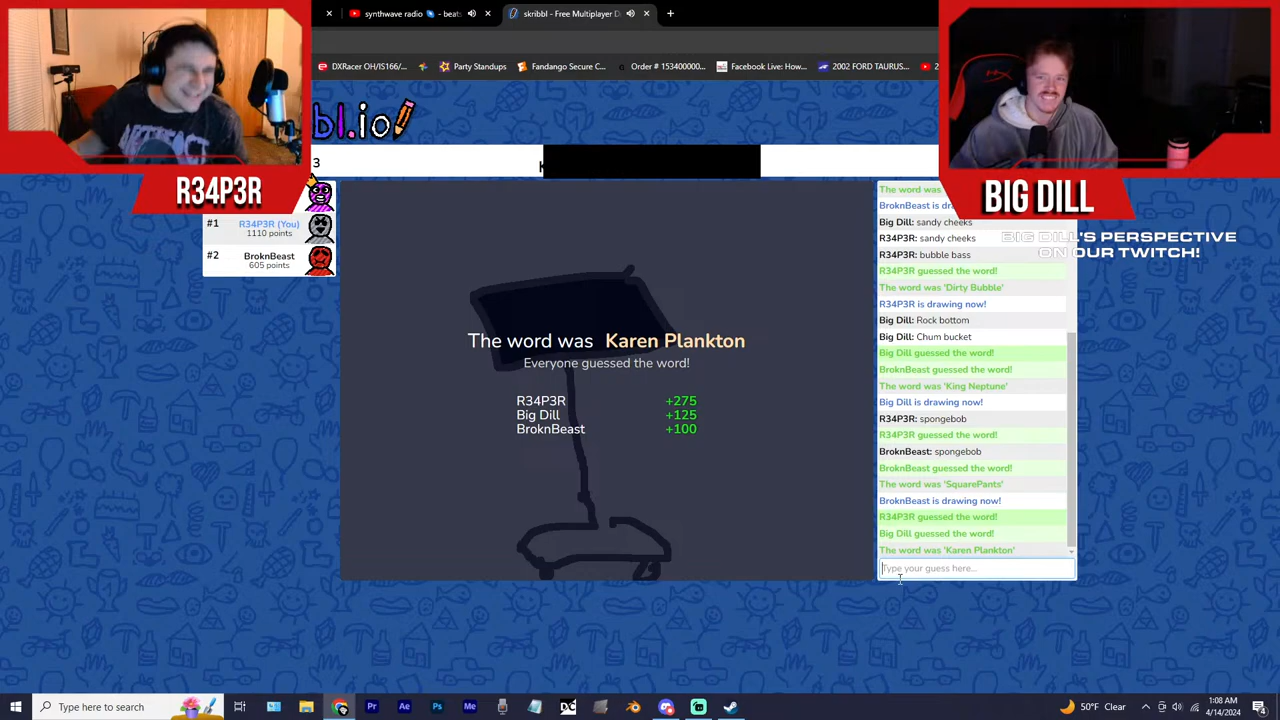 synthwave radio - beats
skribbl - Free Multiplayer D
DXRacer OH/IS166/...
Party Standups
Fandango Secure C...
Order # 153400000...
Facebook Live: How...
2002 FORD TAURUS...
bl.io
3
R34P3R
BIG DILL
BIG DILL'S PERSPECTIVE
ON OUR TWITCH!
#1
R34P3R (You)
1110 points
#2
BroknBeast
605 points
The word was Karen Plankton
Everyone guessed the word!
R34P3R +275
Big Dill +125
BroknBeast +100
The word was
BroknBeast is dr
Big Dill: sandy cheeks
R34P3R: sandy cheeks
R34P3R: bubble bass
R34P3R guessed the word!
The word was 'Dirty Bubble'
R34P3R is drawing now!
Big Dill: Rock bottom
Big Dill: Chum bucket
Big Dill guessed the word!
BroknBeast guessed the word!
The word was 'King Neptune'
Big Dill is drawing now!
R34P3R: spongebob
R34P3R guessed the word!
BroknBeast: spongebob
BroknBeast guessed the word!
The word was 'SquarePants'
BroknBeast is drawing now!
R34P3R guessed the word!
Big Dill guessed the word!
The word was 'Karen Plankton'
Type your guess here...
Type here to search
Pr
Ae
Ps
Me
DC
50°F Clear
1:08 AM
4/14/2024